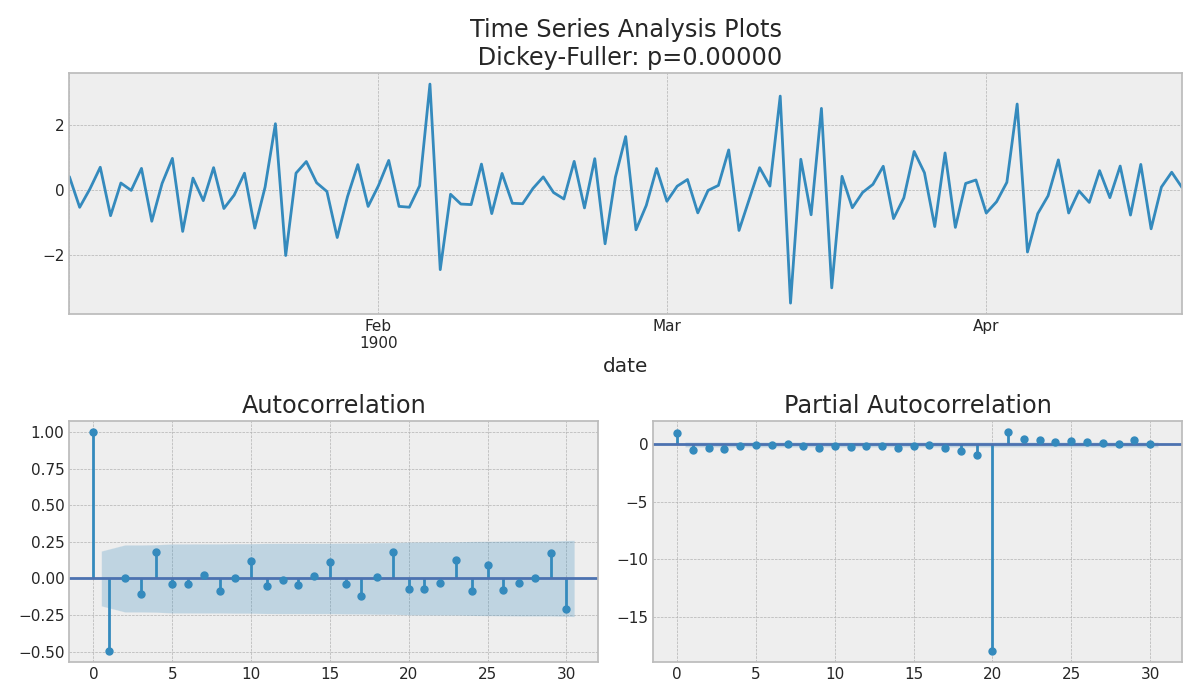 Time Series Analysis Plots
Dickey-Fuller: p=0.00000
2
0
−2
Feb
1900
Mar
Apr
date
Autocorrelation
1.00
0.75
0.50
0.25
0.00
−0.25
−0.50
0 5 10 15 20 25 30
Partial Autocorrelation
0
−5
−10
−15
0 5 10 15 20 25 30